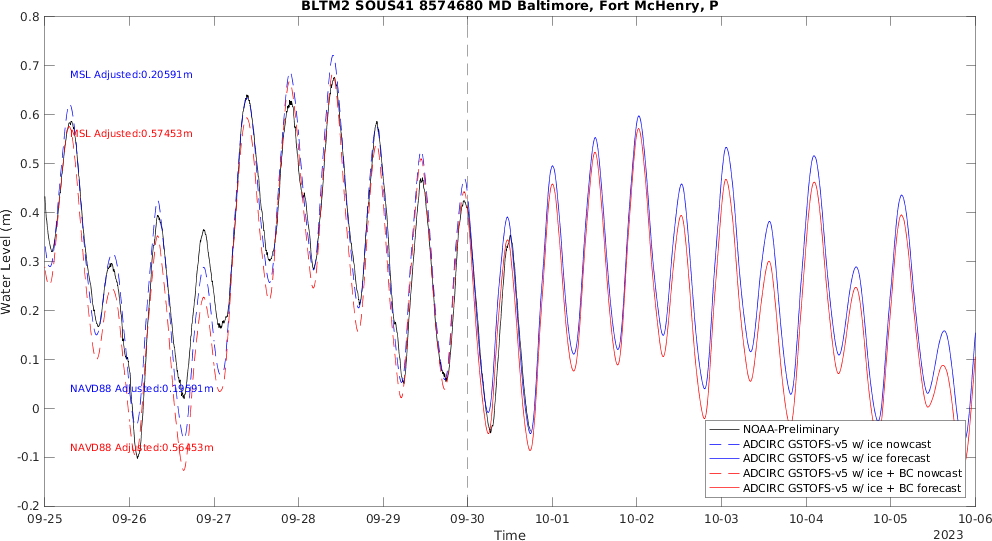 BLTM2 SOUS41 8574680 MD Baltimore, Fort McHenry, P
0.8
0.7
MSL Adjusted:0.20591m
0.6
MSL Adjusted:0.57453m
0.5
0.4
0.3
Water Level (m)
0.2
0.1
NAVD88 Adjusted:0.19591m
0
NAVD88 Adjusted:0.56453m
-0.1
-0.2
NOAA-Preliminary
ADCIRC GSTOFS-v5 w/ ice nowcast
ADCIRC GSTOFS-v5 w/ ice forecast
ADCIRC GSTOFS-v5 w/ ice + BC nowcast
ADCIRC GSTOFS-v5 w/ ice + BC forecast
09-25 09-26 09-27 09-28 09-29 09-30 10-01 10-02 10-03 10-04 10-05 10-06
Time
2023